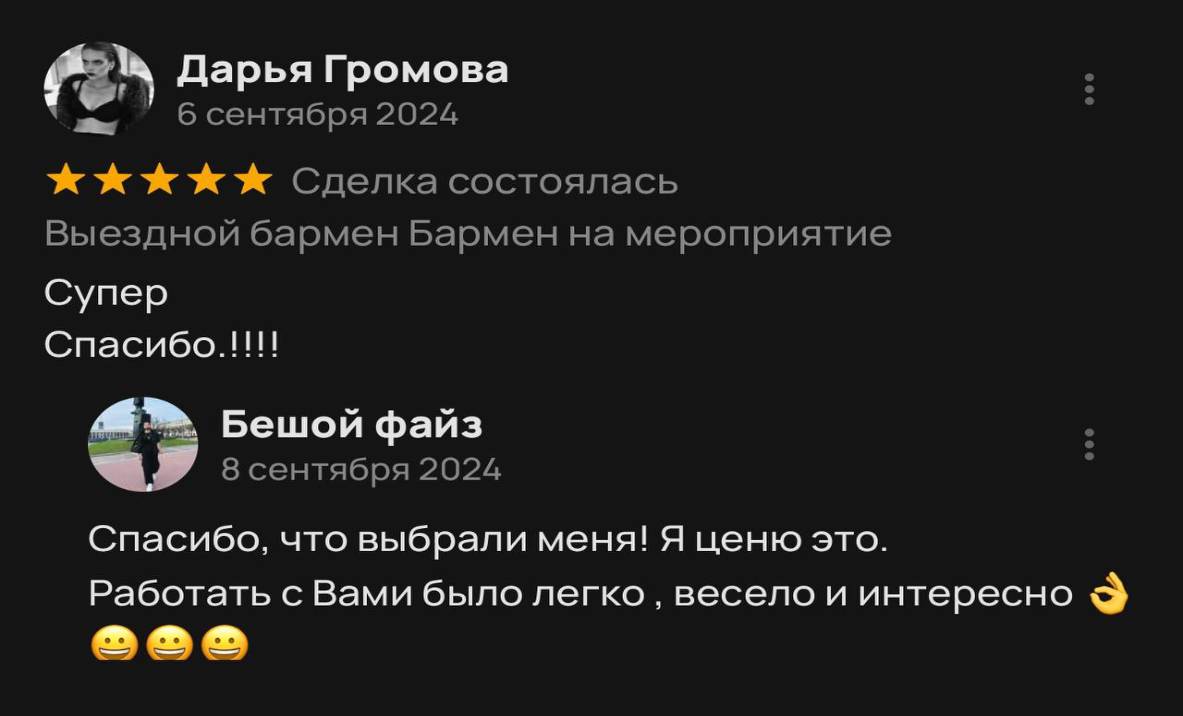 Дарья Громова
6 сентября 2024
Сделка состоялась
Выездной бармен Бармен на мероприятие
Супер
Спасибо.!!!!
Бешой файз
8 сентября 2024
Спасибо, что выбрали меня! Я ценю это.
Работать с Вами было легко , весело и интересно 👌
😀😀😀